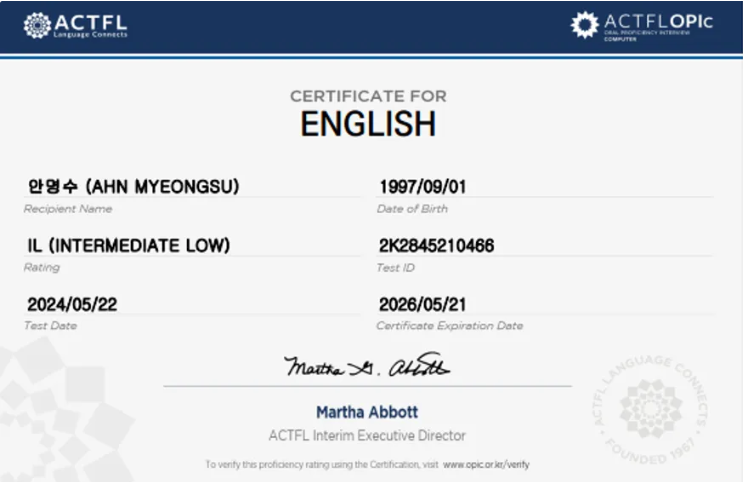 ACTFL
Language Connects
ACTFLOPIc
ORAL PROFICIENCY INTERVIEW
COMPUTER
CERTIFICATE FOR
ENGLISH
안명수 (AHN MYEONGSU)
Recipient Name
1997/09/01
Date of Birth
IL (INTERMEDIATE LOW)
Rating
2K2845210466
Test ID
2024/05/22
Test Date
2026/05/21
Certificate Expiration Date
Martha G. Abbott
Martha Abbott
ACTFL Interim Executive Director
ACTFL LANGUAGE CONNECTS
FOUNDED 1967
To verify this proficiency rating using the Certification, visit www.opic.or.kr/verify